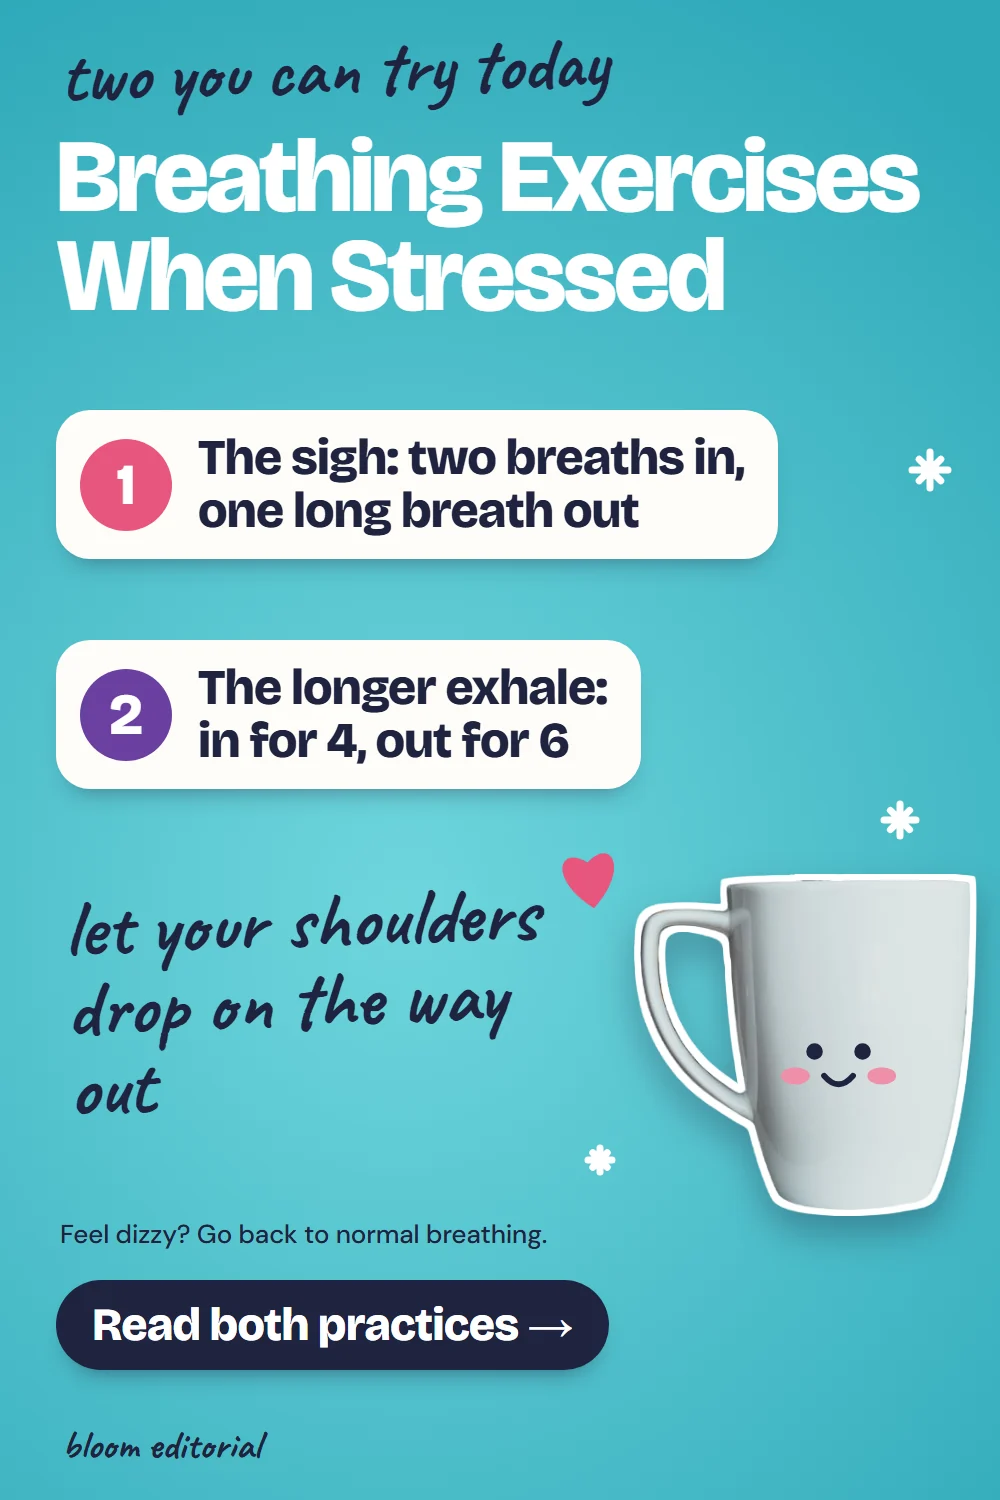 two you can try today
Breathing Exercises
When Stressed
1
The sigh: two breaths in,
one long breath out
2
The longer exhale:
in for 4, out for 6
let your shoulders
drop on the way
out
Feel dizzy? Go back to normal breathing.
Read both practices →
bloom editorial